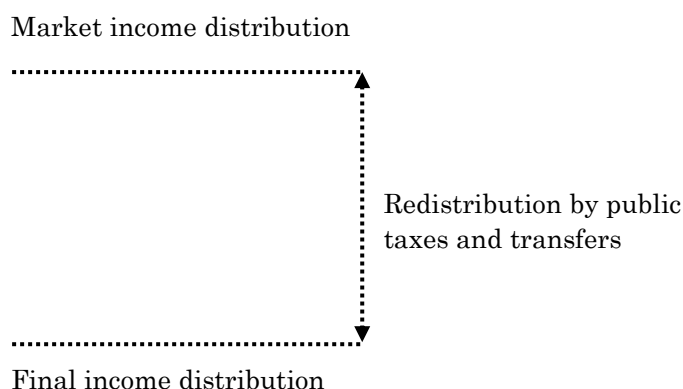 Market income distribution
Redistribution by public
taxes and transfers
Final income distribution